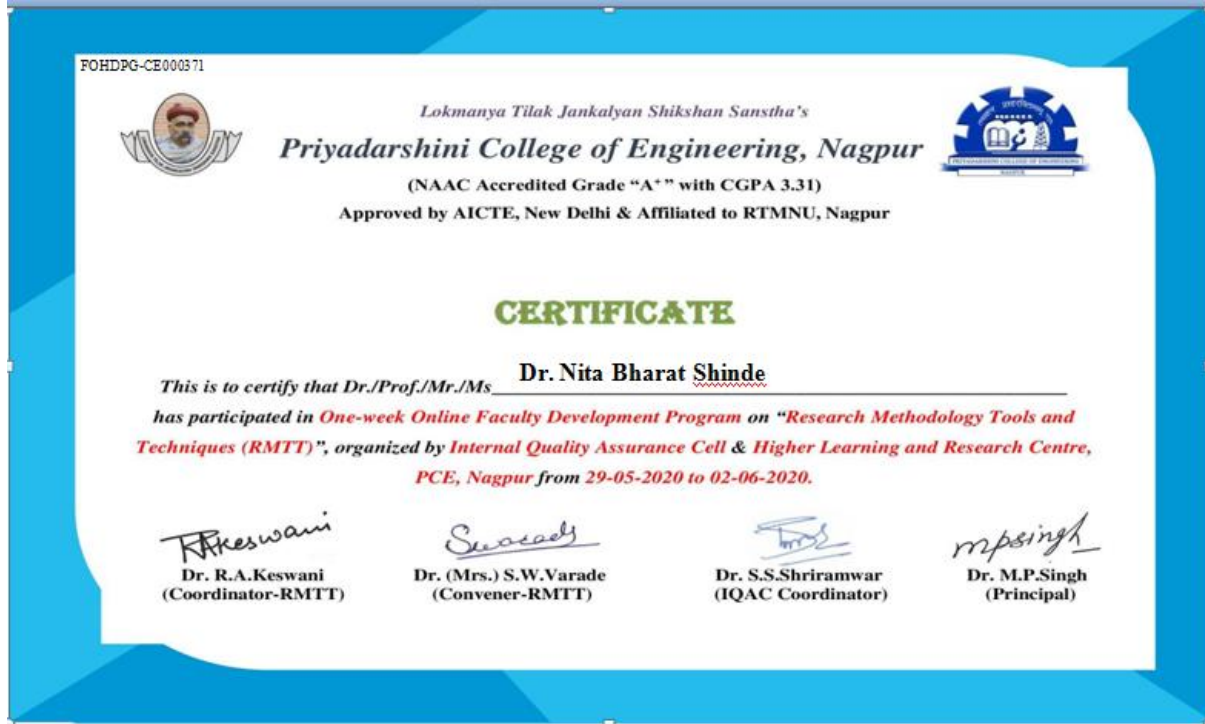 FOHDPG-CE000371
Lokmanya Tilak Jankalyan Shikshan Sanstha's
Priyadarshini College of Engineering, Nagpur
(NAAC Accredited Grade “A+” with CGPA 3.31)
Approved by AICTE, New Delhi & Affiliated to RTMNU, Nagpur
PRIYADARSHINI COLLEGE OF ENGINEERING
NAGPUR
CERTIFICATE
This is to certify that Dr./Prof./Mr./Ms Dr. Nita Bharat Shinde
has participated in One-week Online Faculty Development Program on “Research Methodology Tools and
Techniques (RMTT)”, organized by Internal Quality Assurance Cell & Higher Learning and Research Centre,
PCE, Nagpur from 29-05-2020 to 02-06-2020.
RAKeswani
mpsingh
Dr. R.A.Keswani
(Coordinator-RMTT)
Dr. (Mrs.) S.W.Varade
(Convener-RMTT)
Dr. S.S.Shriramwar
(IQAC Coordinator)
Dr. M.P.Singh
(Principal)